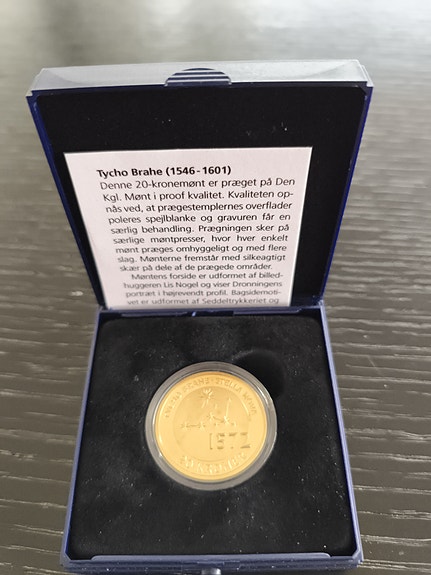 Tycho Brahe (1546-1601)
Denne 20-kronemønt er præget på Den
Kgl. Mønt i proof kvalitet. Kvaliteten op-
nås ved, at prægestemplernes overflader
poleres spejlblanke og gravuren får en
særlig behandling. Prægningen sker på
særlige møntpresser, hvor hver enkelt
mønt præges omhyggeligt og med flere
slag. Mønterne fremstår med silkeagtigt
skær på dele af de prægede områder.
Møntens forside er udformet af billed-
huggeren Lis Nogel og viser Dronningens
portræt i højrevendt profil. Bagsidemoti-
vet er udformet af Seddeltrykkeriet og
STELLA
1572
20 KRONER